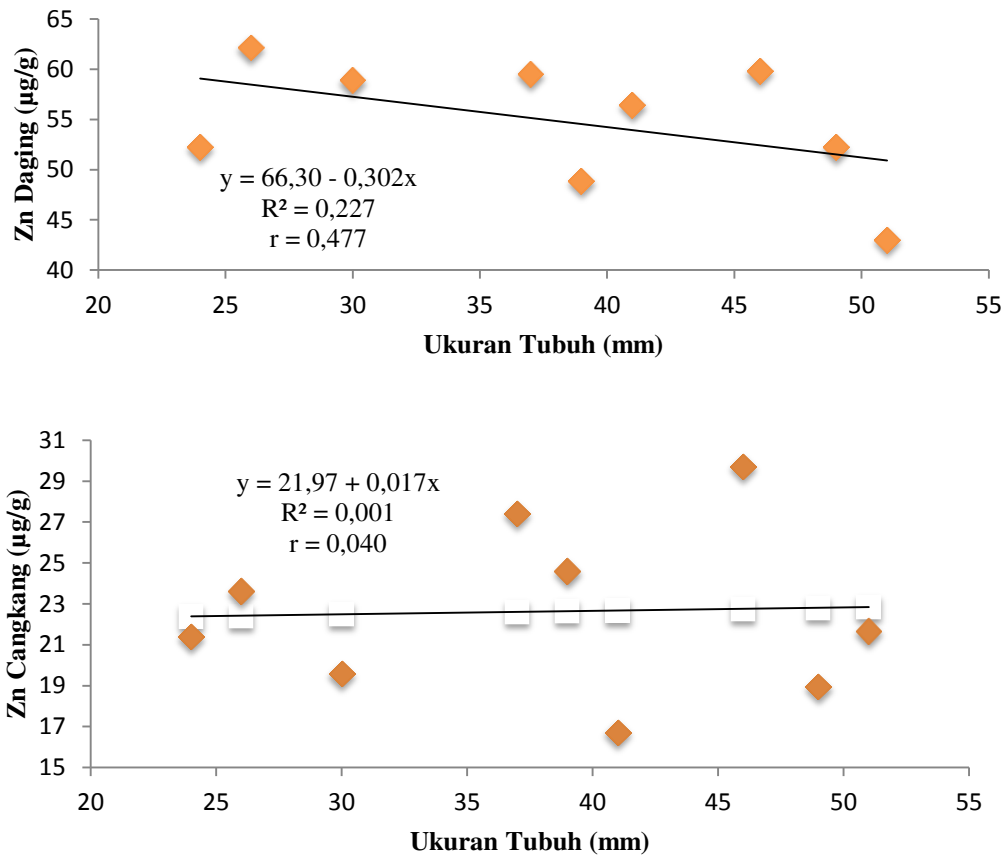 65
60
55
50
45
40
Zn Daging (µg/g)
y = 66,30 - 0,302x
R² = 0,227
r = 0,477
20 25 30 35 40 45 50 55
Ukuran Tubuh (mm)
31
29
27
25
23
21
19
17
15
Zn Cangkang (µg/g)
y = 21,97 + 0,017x
R² = 0,001
r = 0,040
20 25 30 35 40 45 50 55
Ukuran Tubuh (mm)